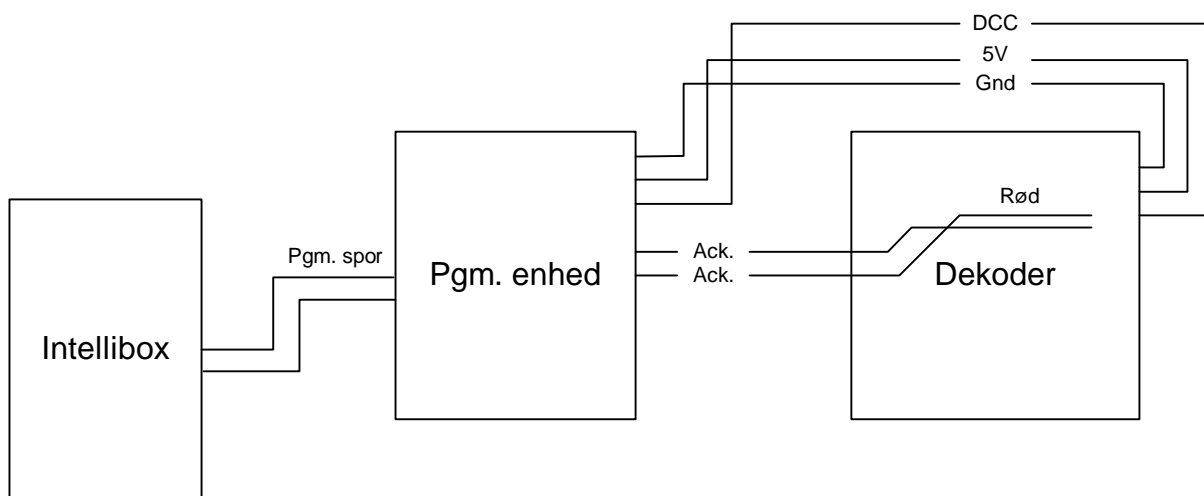 DCC
5V
Gnd
Rød
Pgm. spor
Ack.
Ack.
Pgm. enhed
Dekoder
Intellibox